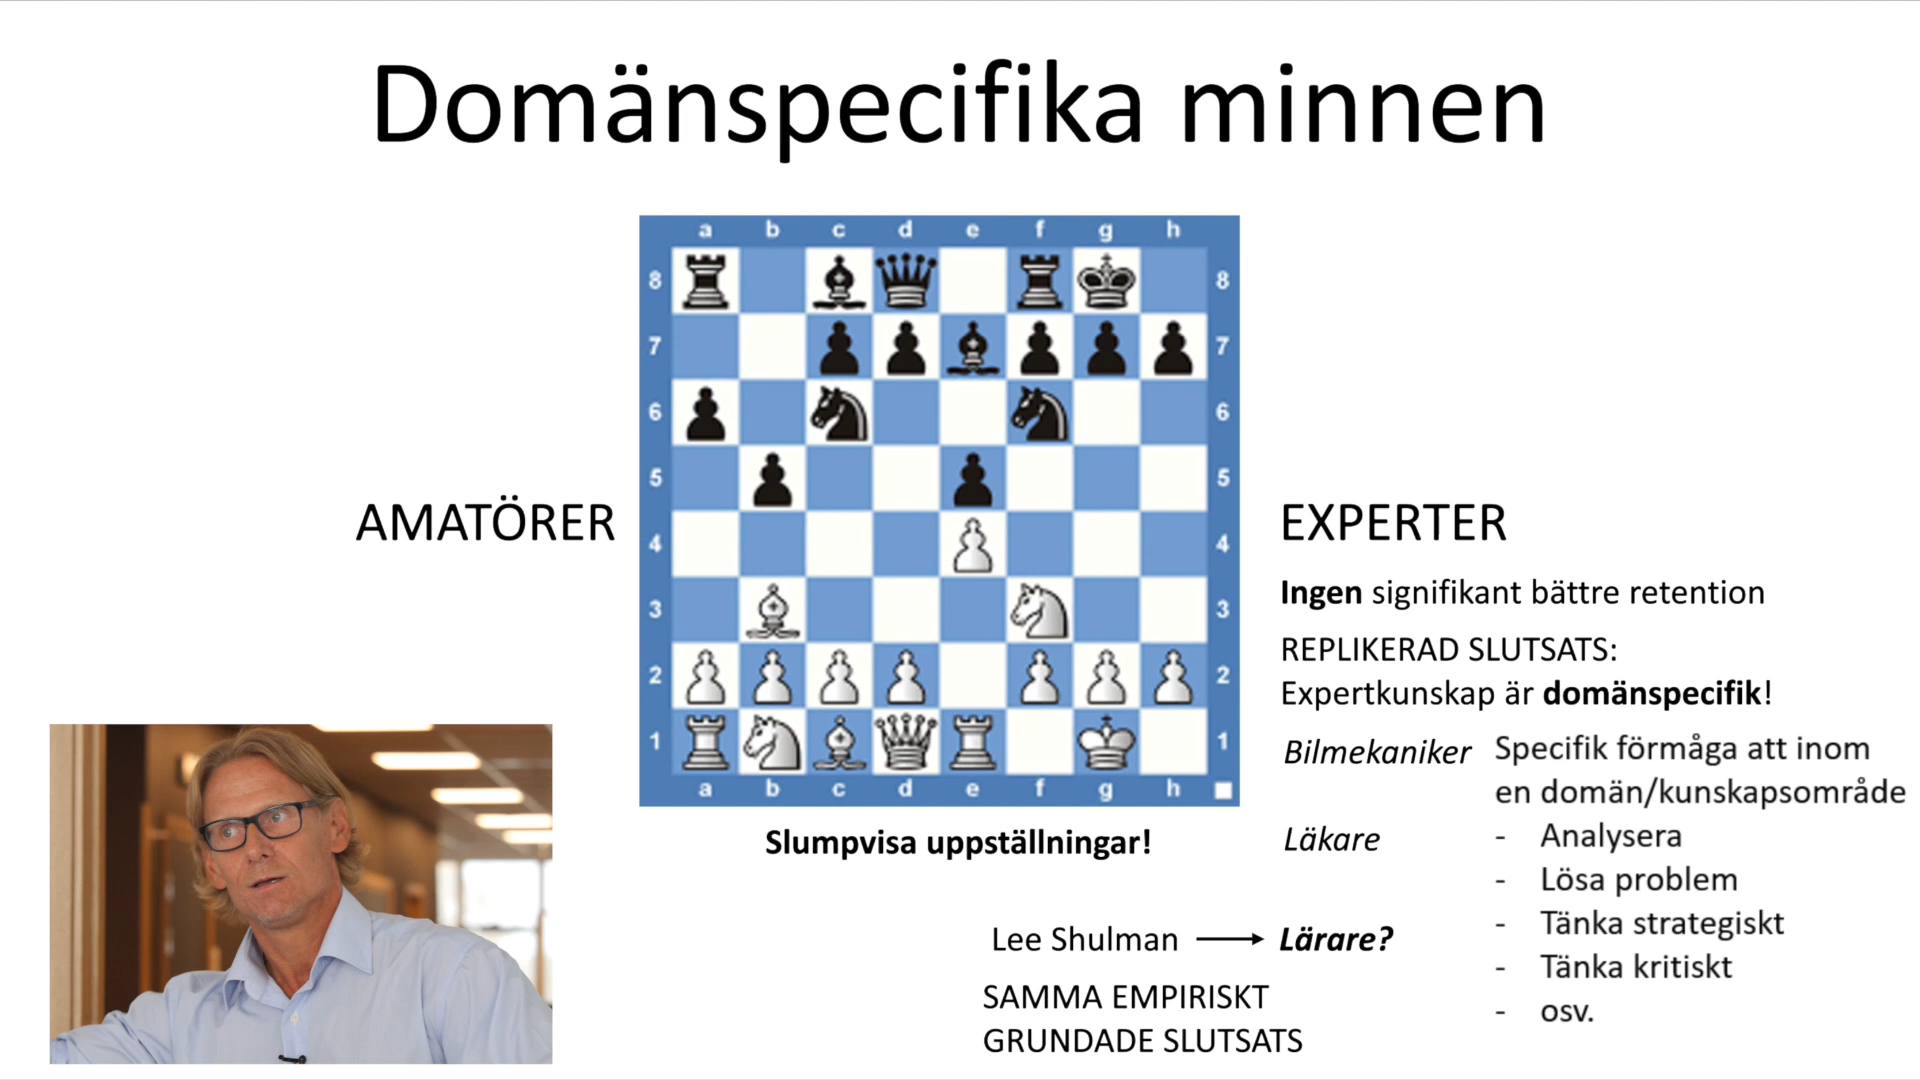 Domänspecifika minnen
a b c d e f g h
8 8
7 7
6 6
5 5
4 4
3 3
2 2
1 1
a b c d e f g h
AMATÖRER
Slumpvisa uppställningar!
EXPERTER
Ingen signifikant bättre retention
REPLIKERAD SLUTSATS:
Expertkunskap är domänspecifik!
Bilmekaniker
Läkare
Specifik förmåga att inom
en domän/kunskapsområde
- Analysera
- Lösa problem
- Tänka strategiskt
- Tänka kritiskt
- osv.
Lee Shulman → Lärare?
SAMMA EMPIRISKT
GRUNDADE SLUTSATS